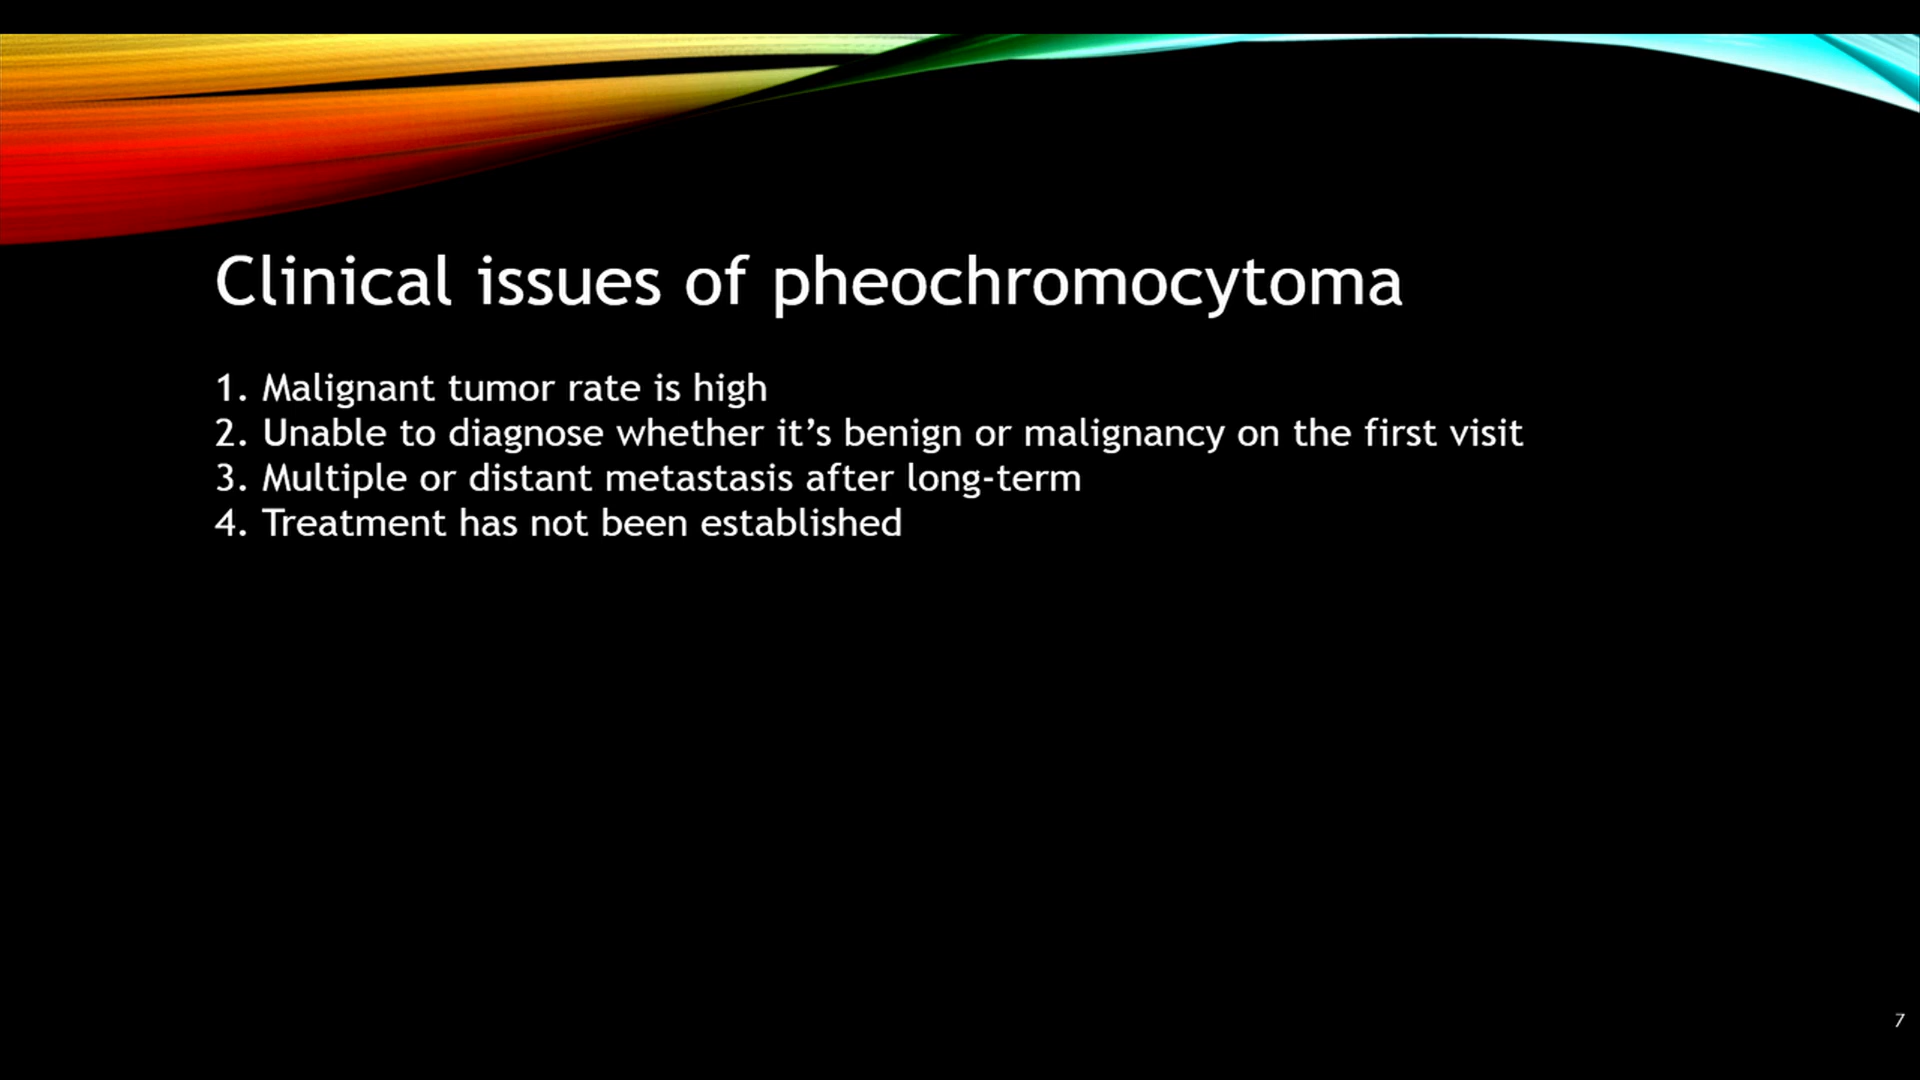 Clinical issues of pheochromocytoma
1. Malignant tumor rate is high
2. Unable to diagnose whether it’s benign or malignancy on the first visit
3. Multiple or distant metastasis after long-term
4. Treatment has not been established
7